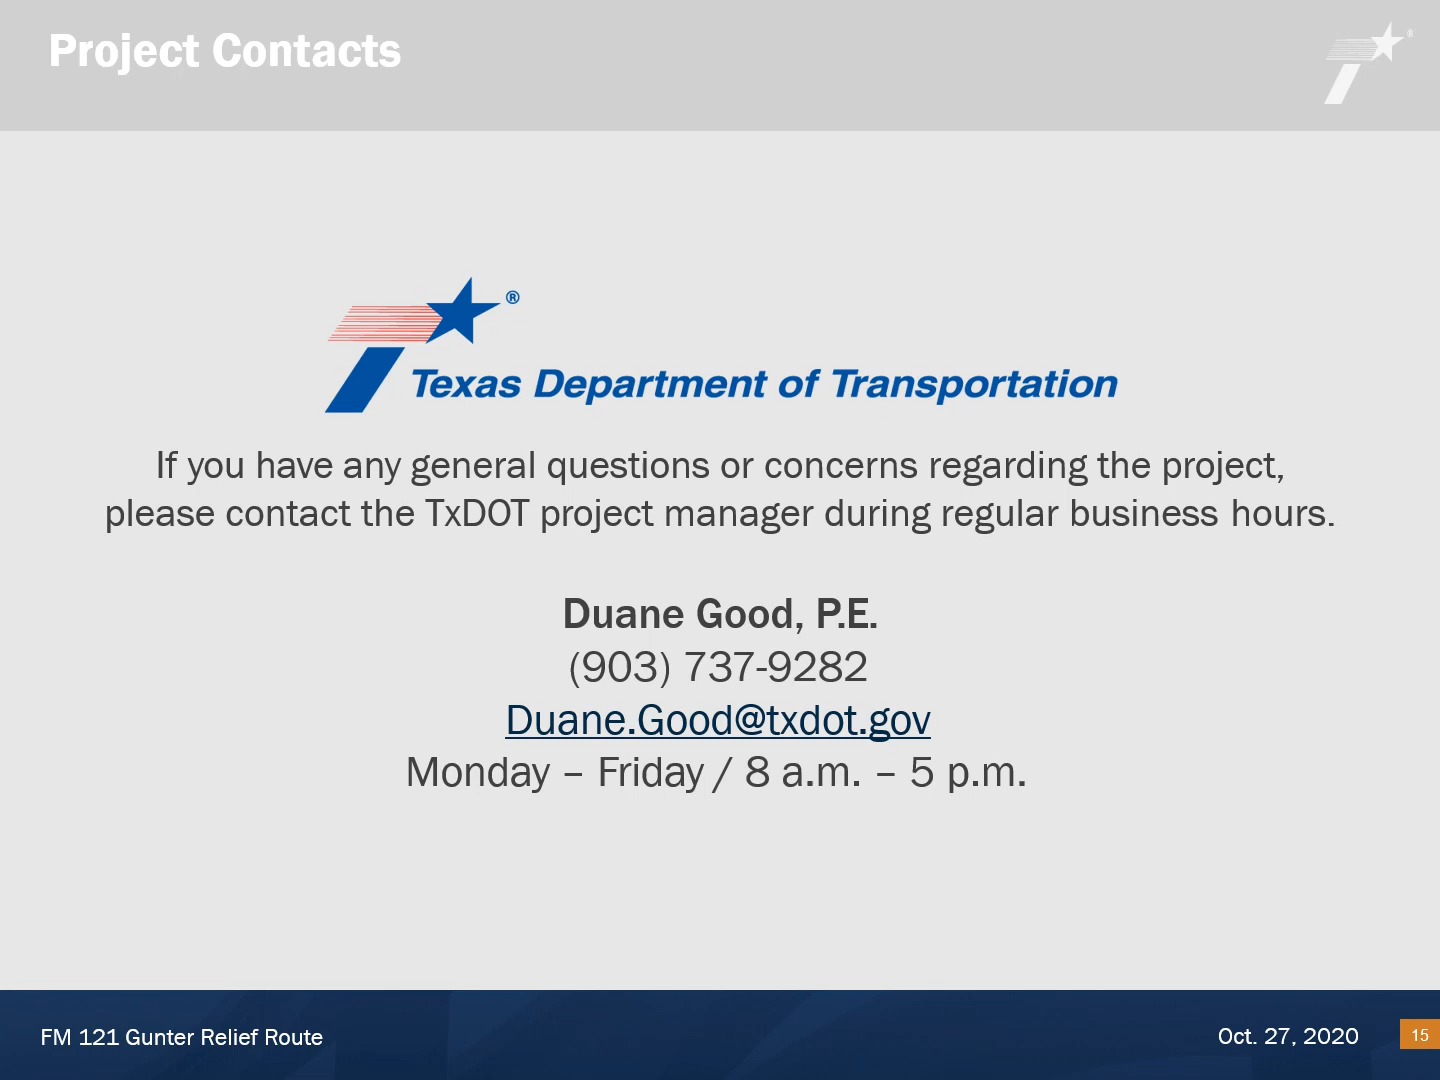 Project Contacts
®
®
Texas Department of Transportation
If you have any general questions or concerns regarding the project,
please contact the TxDOT project manager during regular business hours.
Duane Good, P.E.
(903) 737-9282
Duane.Good@txdot.gov
Monday – Friday / 8 a.m. – 5 p.m.
FM 121 Gunter Relief Route
Oct. 27, 2020
15